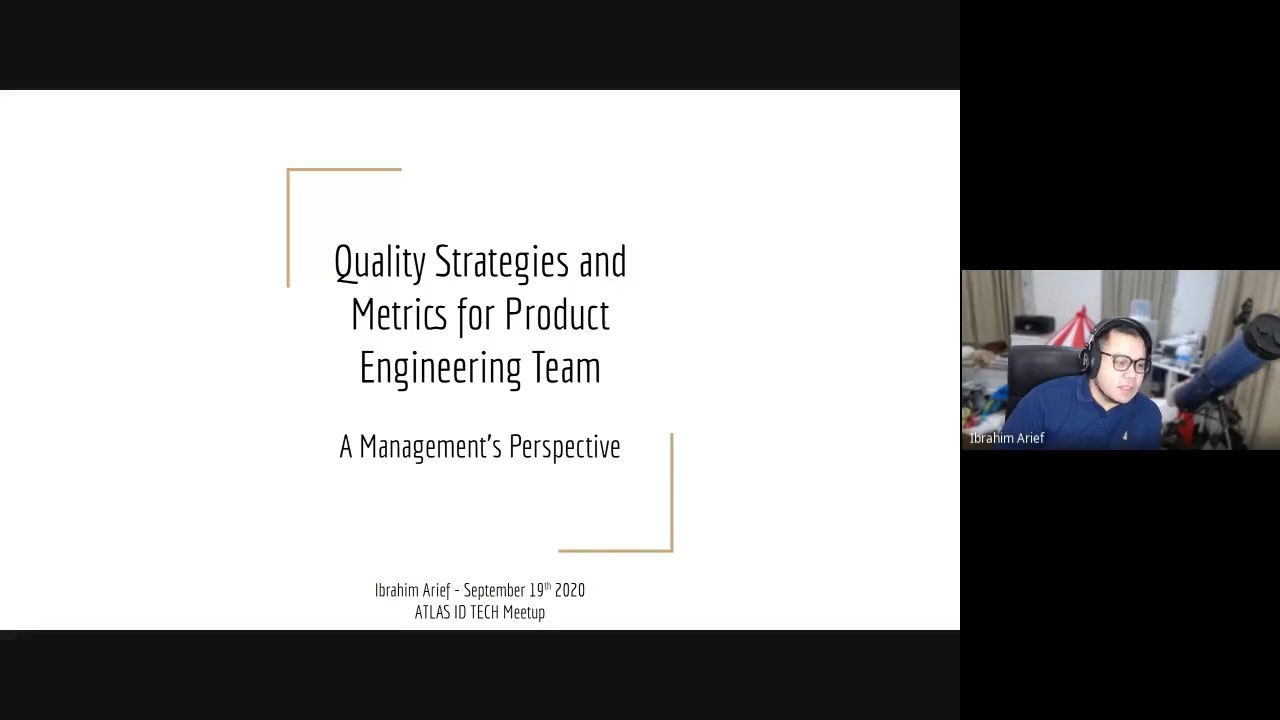 Quality Strategies and
Metrics for Product
Engineering Team
A Management's Perspective
Ibrahim Arief - September 19th 2020
ATLAS ID TECH Meetup
Ibrahim Arief